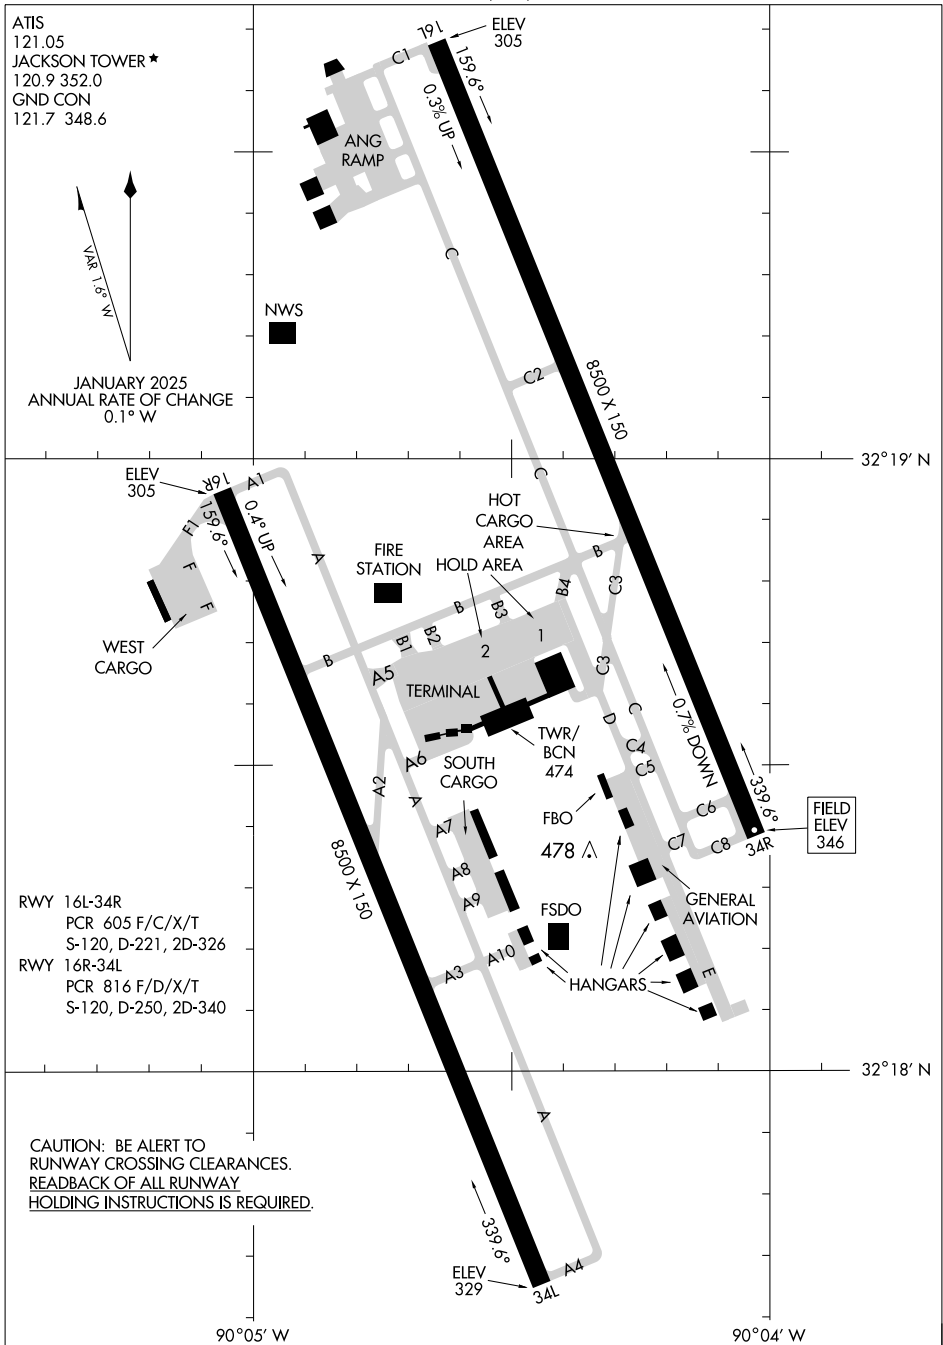 ATIS
121.05
JACKSON TOWER★
120.9 352.0
GND CON
121.7 348.6
16L
ELEV
305
159.6°
0.3% UP
C1
ANG
RAMP
C
VAR 1.6° W
NWS
JANUARY 2025
ANNUAL RATE OF CHANGE
0.1° W
C2
8500 X 150
32°19' N
ELEV
305
16R
A1
159.6°
0.4° UP
F1
F
F
WEST
CARGO
A
FIRE
STATION
C
HOT
CARGO
AREA
HOLD AREA
B
B4
C3
B
B3
B2
B1
B
1
2
A5
C3
TERMINAL
D
C
0.7% DOWN
TWR/
BCN
474
C4
C5
A6
SOUTH
CARGO
A2
A
339.6°
FIELD
ELEV
346
34R
C6
C7
C8
FBO
478
A7
A8
A9
8500 X 150
GENERAL
AVIATION
FSDO
RWY 16L-34R
PCR 605 F/C/X/T
S-120, D-221, 2D-326
RWY 16R-34L
PCR 816 F/D/X/T
S-120, D-250, 2D-340
A3
A10
HANGARS
E
32°18' N
A
CAUTION: BE ALERT TO
RUNWAY CROSSING CLEARANCES.
READBACK OF ALL RUNWAY
HOLDING INSTRUCTIONS IS REQUIRED.
339.6°
A4
ELEV
329
34L
90°05' W
90°04' W